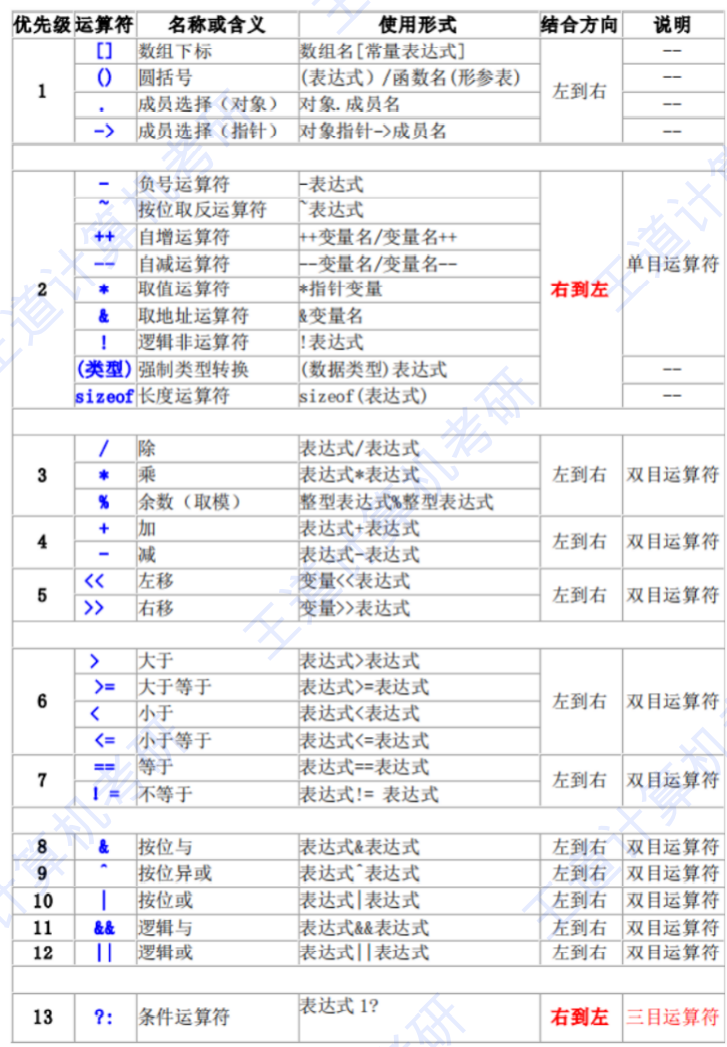 优先级 运算符 名称或含义 使用形式 结合方向 说明
1 [] 数组下标 数组名[常量表达式] 左到右 --
() 圆括号 (表达式）/函数名(形参表) --
. 成员选择（对象） 对象.成员名 --
-> 成员选择（指针） 对象指针->成员名 --
2 - 负号运算符 -表达式 右到左 单目运算符
~ 按位取反运算符 ~表达式
++ 自增运算符 ++变量名/变量名++
-- 自减运算符 --变量名/变量名--
* 取值运算符 *指针变量
& 取地址运算符 &变量名
! 逻辑非运算符 !表达式
(类型) 强制类型转换 (数据类型)表达式 --
sizeof 长度运算符 sizeof(表达式) --
3 / 除 表达式/表达式 左到右 双目运算符
* 乘 表达式*表达式
% 余数（取模） 整型表达式%整型表达式
4 + 加 表达式+表达式 左到右 双目运算符
- 减 表达式-表达式
5 << 左移 变量<<表达式 左到右 双目运算符
>> 右移 变量>>表达式
6 > 大于 表达式>表达式 左到右 双目运算符
>= 大于等于 表达式>=表达式
< 小于 表达式<表达式
<= 小于等于 表达式<=表达式
7 == 等于 表达式==表达式 左到右 双目运算符
! = 不等于 表达式!= 表达式
8 & 按位与 表达式&表达式 左到右 双目运算符
9 ^ 按位异或 表达式^表达式 左到右 双目运算符
10 | 按位或 表达式|表达式 左到右 双目运算符
11 && 逻辑与 表达式&&表达式 左到右 双目运算符
12 || 逻辑或 表达式||表达式 左到右 双目运算符
13 ?: 条件运算符 表达式 1? 右到左 三目运算符
王道计算机考研